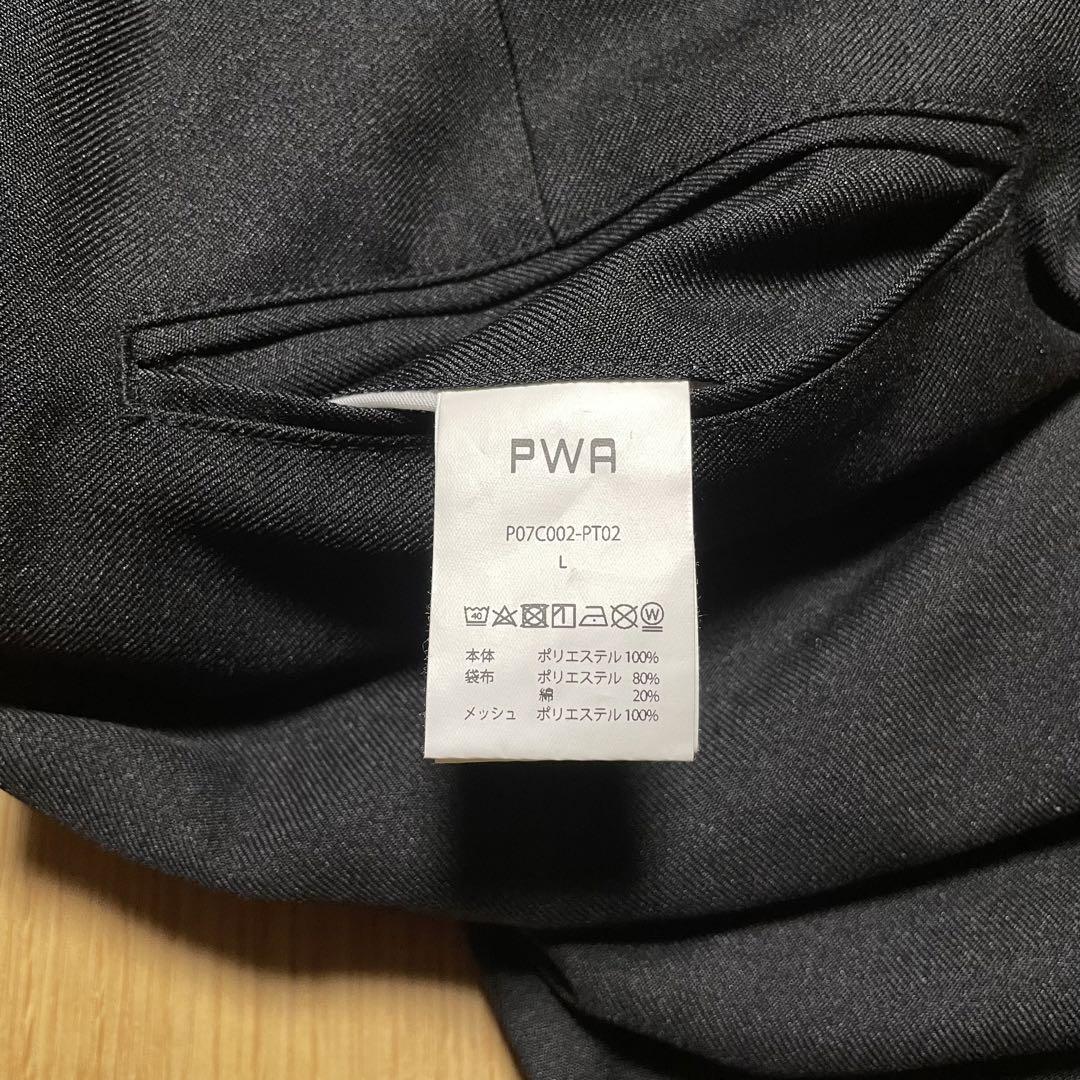 PWA
P07C002-PT02
L
40 W
本体 ポリエステル 100%
袋布 ポリエステル 80%
綿 20%
メッシュ ポリエステル 100%